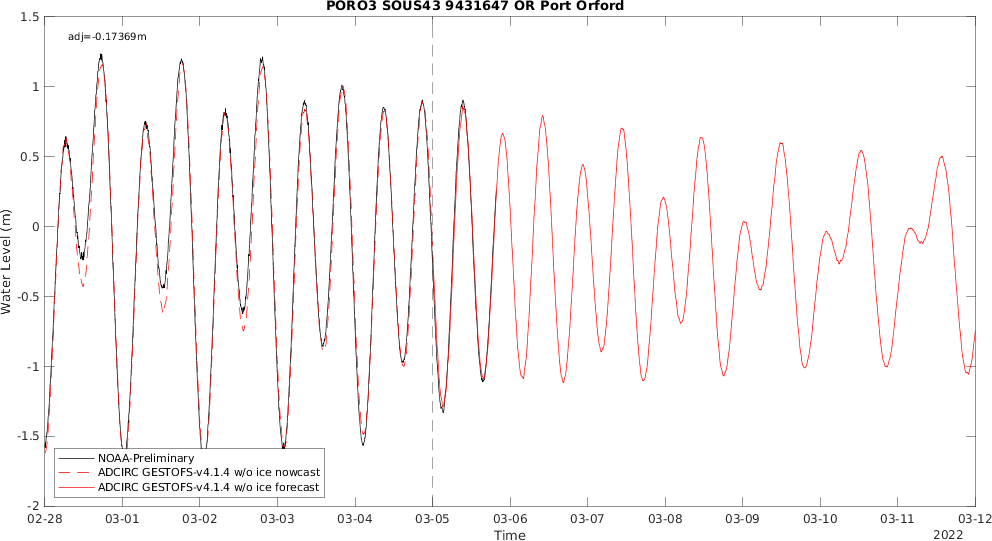 PORO3 SOUS43 9431647 OR Port Orford
adj=-0.17369m
1.5
1
0.5
0
-0.5
-1
-1.5
-2
Water Level (m)
NOAA-Preliminary
ADCIRC GESTOFS-v4.1.4 w/o ice nowcast
ADCIRC GESTOFS-v4.1.4 w/o ice forecast
02-28 03-01 03-02 03-03 03-04 03-05 03-06 03-07 03-08 03-09 03-10 03-11 03-12
Time
2022